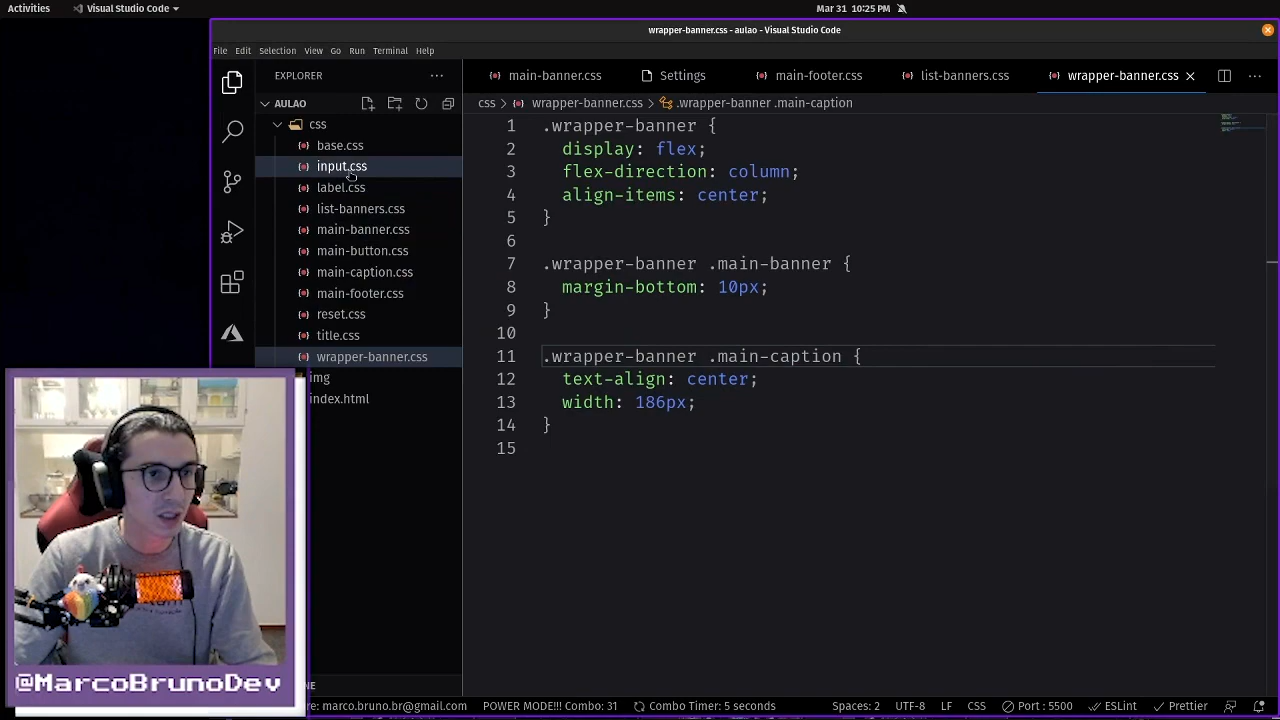 Activities
Visual Studio Code
Mar 31 10:25 PM
wrapper-banner.css - aulao - Visual Studio Code
File Edit Selection View Go Run Terminal Help
EXPLORER
AULAO
css
base.css
input.css
label.css
list-banners.css
main-banner.css
main-button.css
main-caption.css
main-footer.css
reset.css
title.css
wrapper-banner.css
img
index.html
main-banner.css
Settings
main-footer.css
list-banners.css
wrapper-banner.css
css > wrapper-banner.css > .wrapper-banner .main-caption
1 .wrapper-banner {
2 display: flex;
3 flex-direction: column;
4 align-items: center;
5 }
6
7 .wrapper-banner .main-banner {
8 margin-bottom: 10px;
9 }
10
11 .wrapper-banner .main-caption {
12 text-align: center;
13 width: 186px;
14 }
15
@MarcoBrunoDev
NE
re: marco.bruno.br@gmail.com POWER MODE!!! Combo: 31 Combo Timer: 5 seconds Spaces: 2 UTF-8 LF CSS Port : 5500 ESLint Prettier